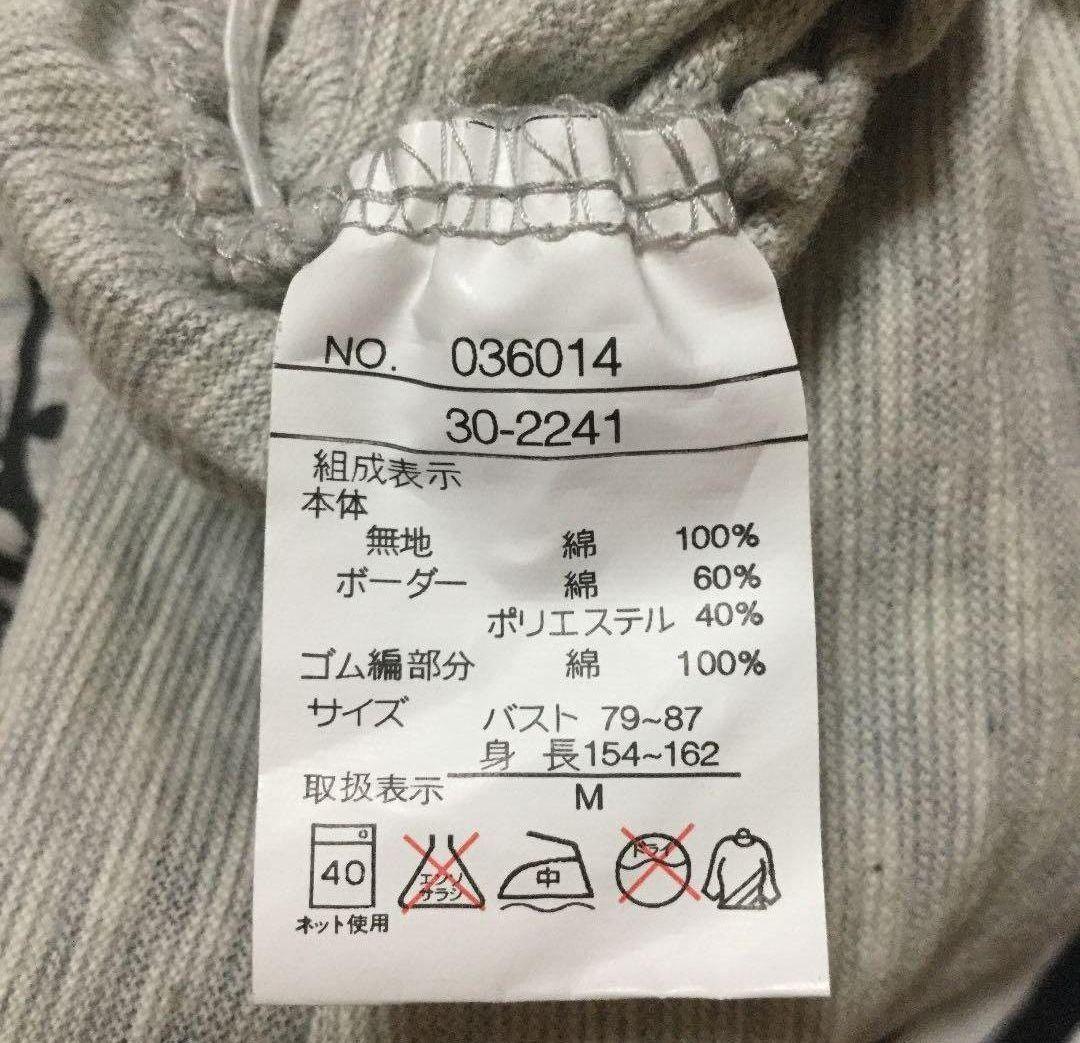 NO. 036014
30-2241
組成表示
本体
無地 綿 100%
ボーダー 綿 60%
ポリエステル 40%
ゴム編部分 綿 100%
サイズ バスト 79~87
身 長 154~162
取扱表示 M
40 エンソ サラシ 中 ドライ
ネット使用